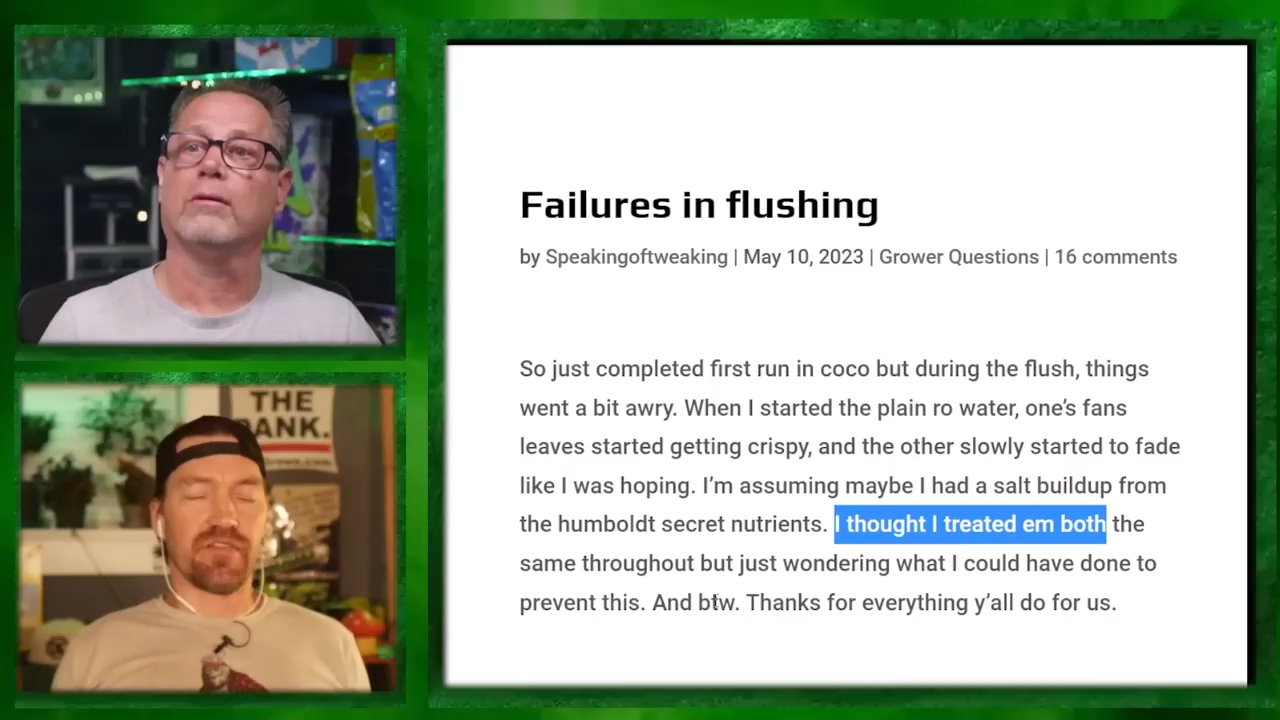 Failures in flushing
by Speakingoftweaking | May 10, 2023 | Grower Questions | 16 comments
So just completed first run in coco but during the flush, things
went a bit awry. When I started the plain ro water, one's fans
leaves started getting crispy, and the other slowly started to fade
like I was hoping. I'm assuming maybe I had a salt buildup from
the humboldt secret nutrients. I thought I treated em both the
same throughout but just wondering what I could have done to
prevent this. And btw. Thanks for everything y'all do for us.
THE